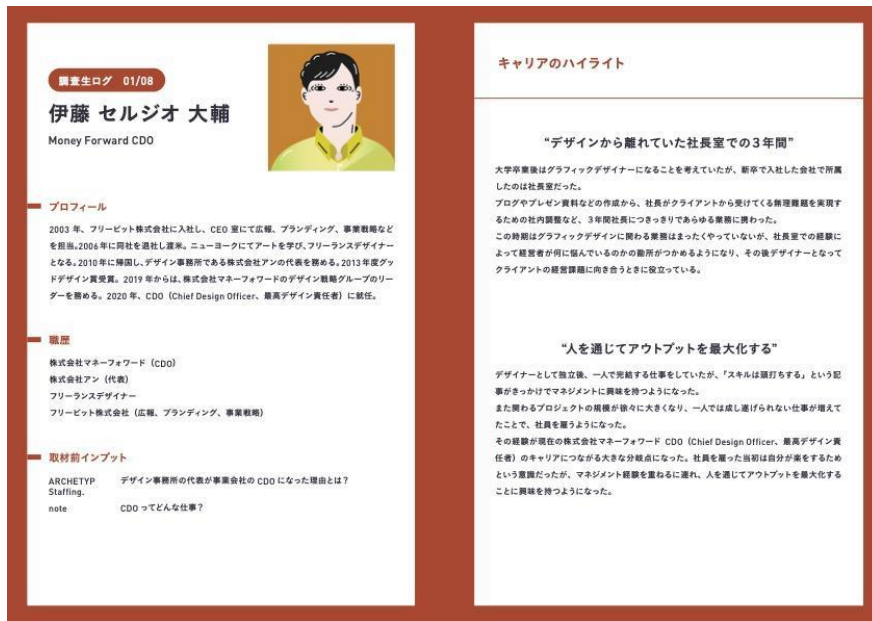 調査生ログ 01/08
伊藤 セルジオ 大輔
Money Forward CDO
プロフィール
2003 年、フリービット株式会社に入社し、CEO 室にて広報、ブランディング、事業戦略など
を担当。2006 年に同社を退社し渡米。ニューヨークにてアートを学び、フリーランスデザイナー
となる。2010 年に帰国し、デザイン事務所である株式会社アンの代表を務める。2013 年度グッ
ドデザイン賞受賞。2019 年からは、株式会社マネーフォワードのデザイン戦略グループのリー
ダーを務める。2020 年、CDO（Chief Design Officer、最高デザイン責任者）に就任。
職歴
株式会社マネーフォワード（CDO）
株式会社アン（代表）
フリーランスデザイナー
フリービット株式会社（広報、ブランディング、事業戦略）
取材前インプット
ARCHETYP Staffing. デザイン事務所の代表が事業会社の CDO になった理由とは？
note CDO ってどんな仕事？
キャリアのハイライト
“デザインから離れていた社長室での３年間”
大学卒業後はグラフィックデザイナーになることを考えていたが、新卒で入社した会社で所属
したのは社長室だった。
ブログやプレゼン資料などの作成から、社長がクライアントから受けてくる無理難題を実現す
るための社内調整など、３年間社長につきっきりであらゆる業務に携わった。
この時期はグラフィックデザインに関わる業務はまったくやっていないが、社長室での経験に
よって経営者が何に悩んでいるのかの勘所がつかめるようになり、その後デザイナーとなって
クライアントの経営課題に向き合うときに役立っている。
“人を通じてアウトプットを最大化する”
デザイナーとして独立後、一人で完結する仕事をしていたが、「スキルは頭打ちする」という記
事がきっかけでマネジメントに興味を持つようになった。
また関わるプロジェクトの規模が徐々に大きくなり、一人では成し遂げられない仕事が増えて
たことで、社員を雇うようになった。
その経験が現在の株式会社マネーフォワード CDO（Chief Design Officer、最高デザイン責
任者）のキャリアにつながる大きな分岐点になった。社員を雇った当初は自分が楽をするため
という意識だったが、マネジメント経験を重ねるに連れ、人を通じてアウトプットを最大化する
ことに興味を持つようになった。